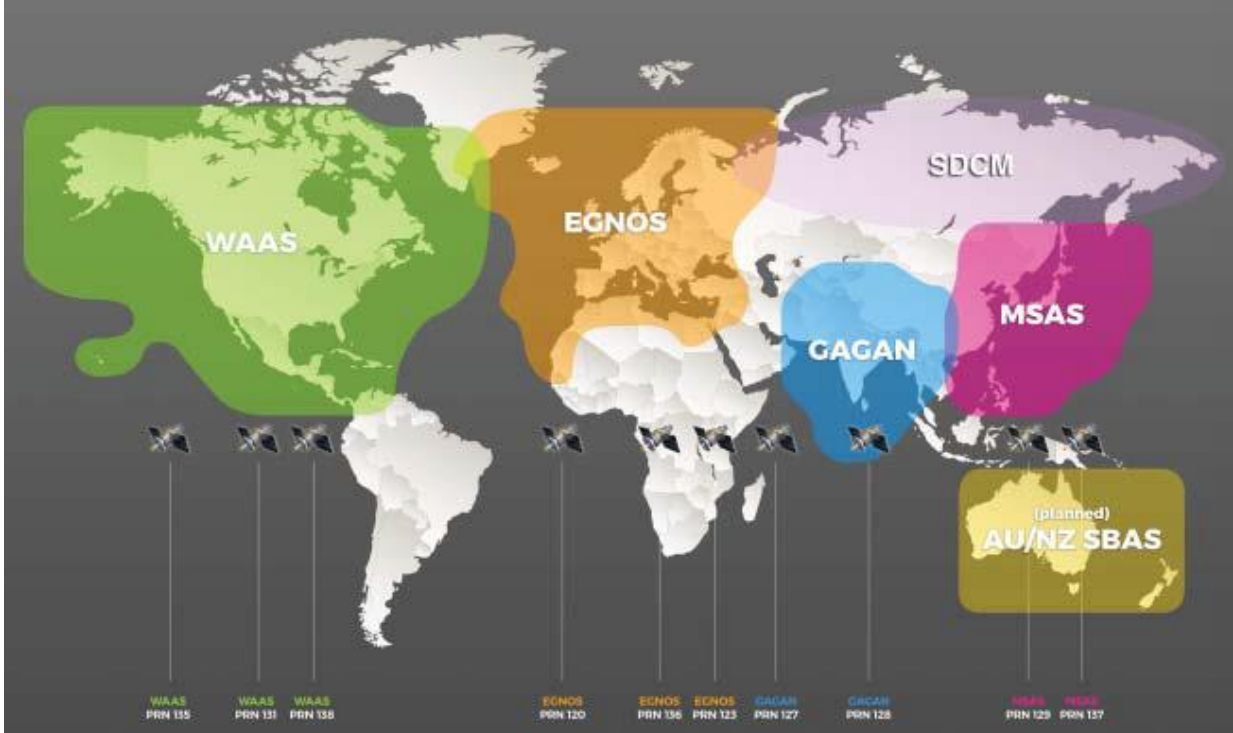 SDCM
EGNOS
WAAS
MSAS
GAGAN
(planned)
AU/NZ SBAS
WAAS
PRN 135
WAAS
PRN 131
WAAS
PRN 138
EGNOS
PRN 120
EGNOS
PRN 136
EGNOS
PRN 123
GAGAN
PRN 127
GAGAN
PRN 128
MSAS
PRN 129
MSAS
PRN 137